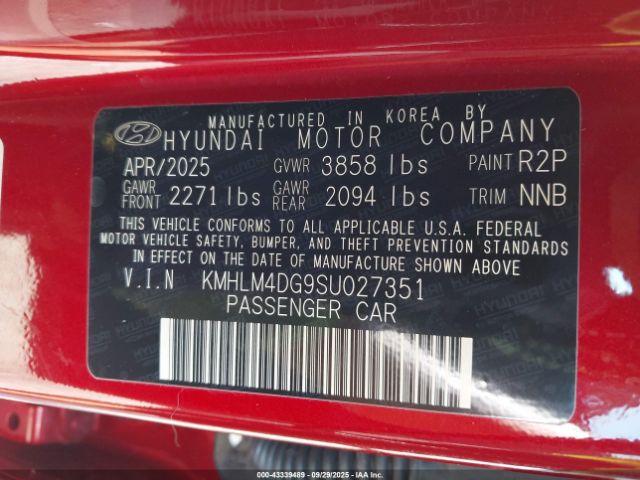 MANUFACTURED IN KOREA BY
HYUNDAI MOTOR COMPANY
APR/2025 GVWR 3858 lbs PAINT R2P
GAWR FRONT 2271 lbs GAWR REAR 2094 lbs TRIM NNB
THIS VEHICLE CONFORMS TO ALL APPLICABLE U.S.A. FEDERAL
MOTOR VEHICLE SAFETY, BUMPER, AND THEFT PREVENTION STANDARDS
IN EFFECT ON THE DATE OF MANUFACTURE SHOWN ABOVE
V.I.N KMHLM4DG9SU027351
PASSENGER CAR
000-43339489 - 09/29/2025 - IAA, Inc.